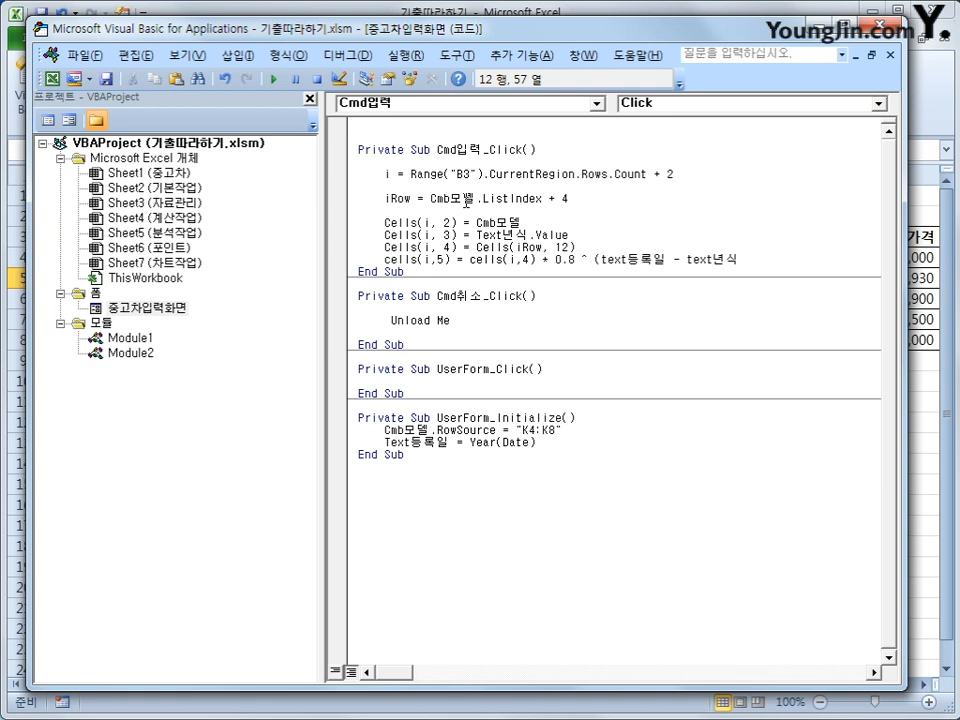 기출따라하기.xlsm - Microsoft Excel
Microsoft Visual Basic for Applications - 기출따라하기.xlsm - [중고차입력화면 (코드)]
YoungJin.com Y.
파일(F) 편집(E) 보기(V) 삽입(I) 형식(O) 디버그(D) 실행(R) 도구(T) 추가 기능(A) 창(W) 도움말(H) 질문을 입력하십시오.
12 행, 57 열
프로젝트 - VBAProject
Cmd입력 Click
VBAProject (기출따라하기.xlsm)
Microsoft Excel 개체
Sheet1 (중고차)
Sheet2 (기본작업)
Sheet3 (자료관리)
Sheet4 (계산작업)
Sheet5 (분석작업)
Sheet6 (포인트)
Sheet7 (차트작업)
ThisWorkbook
폼
중고차입력화면
모듈
Module1
Module2
Private Sub Cmd입력_Click()
i = Range("B3").CurrentRegion.Rows.Count + 2
iRow = Cmb모델.ListIndex + 4
Cells(i, 2) = Cmb모델
Cells(i, 3) = Text년식.Value
Cells(i, 4) = Cells(iRow, 12)
cells(i,5) = cells(i,4) * 0.8 ^ (text등록일 - text년식
End Sub
Private Sub Cmd취소_Click()
Unload Me
End Sub
Private Sub UserForm_Click()
End Sub
Private Sub UserForm_Initialize()
Cmb모델.RowSource = "K4:K8"
Text등록일 = Year(Date)
End Sub
가격
,000
,930
,900
,500
,000
준비
100%